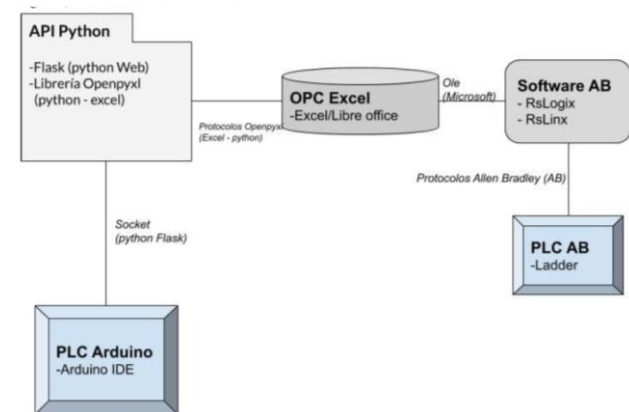 API Python
-Flask (python Web)
-Librería Openpyxl
(python - excel)
OPC Excel
-Excel/Libre office
Ole
(Microsoft)
Software AB
- RsLogix
- RsLinx
Protocolos Openpyxl
(Excel - python)
Protocolos Allen Bradley (AB)
Socket
(python Flask)
PLC AB
-Ladder
PLC Arduino
-Arduino IDE